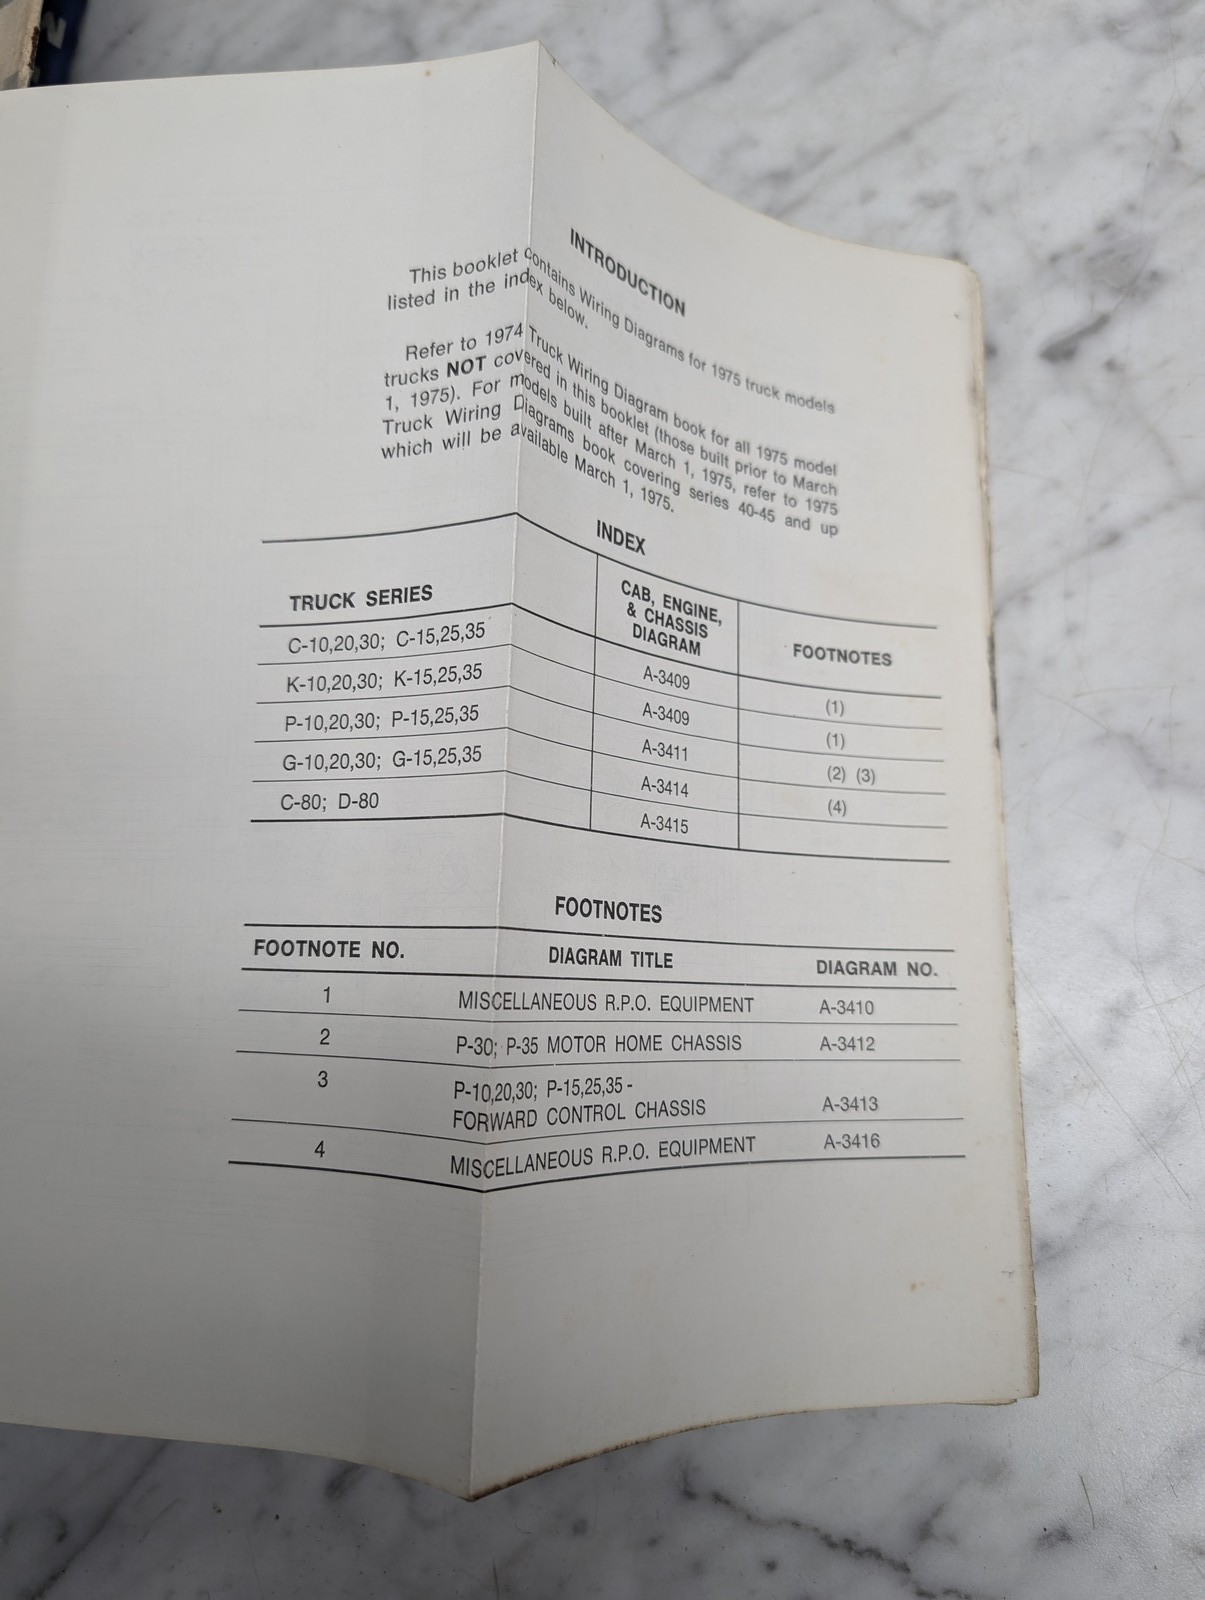 2
INTRODUCTION
This booklet contains Wiring Diagrams for 1975 truck models
listed in the index below.
Refer to 1974 Truck Wiring Diagram book for all 1975 model
trucks NOT covered in this booklet (those built prior to March
1, 1975). For models built after March 1, 1975, refer to 1975
Truck Wiring Diagrams book covering series 40-45 and up
which will be available March 1, 1975.
INDEX
TRUCK SERIES CAB, ENGINE, & CHASSIS DIAGRAM FOOTNOTES
C-10,20,30; C-15,25,35 A-3409 (1)
K-10,20,30; K-15,25,35 A-3409 (1)
P-10,20,30; P-15,25,35 A-3411 (2) (3)
G-10,20,30; G-15,25,35 A-3414 (4)
C-80; D-80 A-3415
FOOTNOTES
FOOTNOTE NO. DIAGRAM TITLE DIAGRAM NO.
1 MISCELLANEOUS R.P.O. EQUIPMENT A-3410
2 P-30; P-35 MOTOR HOME CHASSIS A-3412
3 P-10,20,30; P-15,25,35 -
FORWARD CONTROL CHASSIS A-3413
4 MISCELLANEOUS R.P.O. EQUIPMENT A-3416